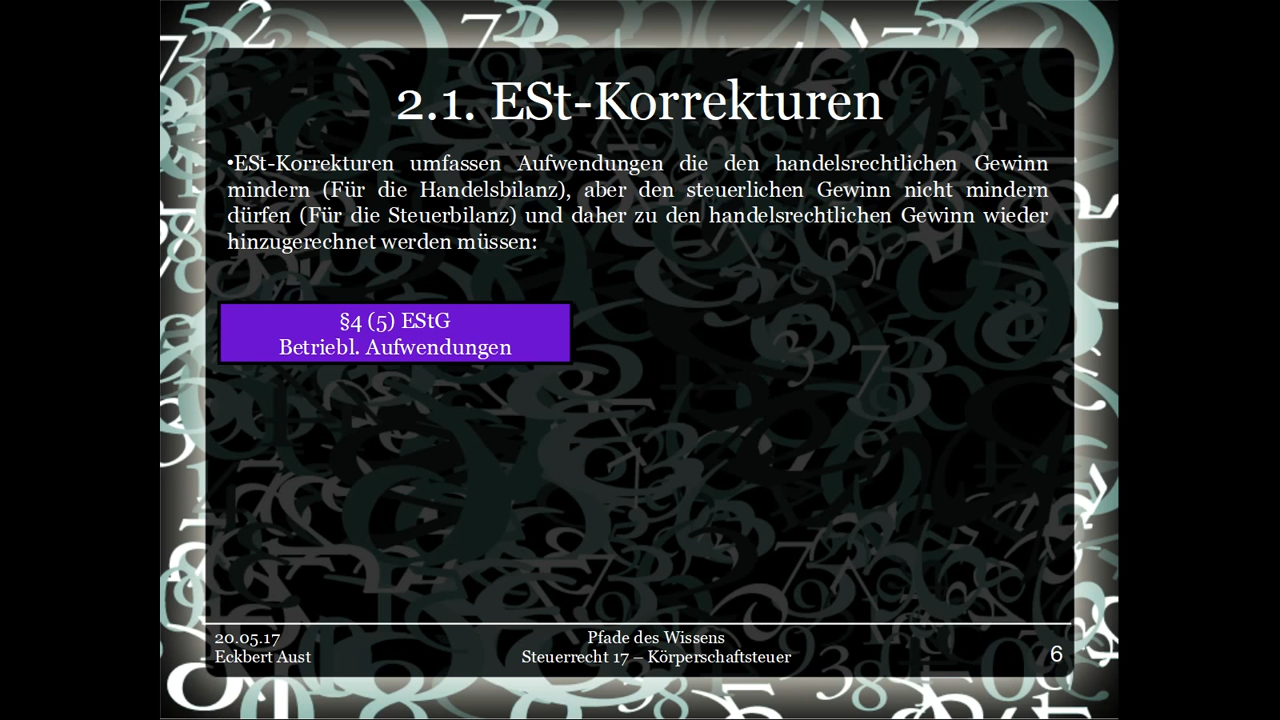 2.1. ESt-Korrekturen
•ESt-Korrekturen umfassen Aufwendungen die den handelsrechtlichen Gewinn
mindern (Für die Handelsbilanz), aber den steuerlichen Gewinn nicht mindern
dürfen (Für die Steuerbilanz) und daher zu den handelsrechtlichen Gewinn wieder
hinzugerechnet werden müssen:
§4 (5) EStG
Betriebl. Aufwendungen
20.05.17
Eckbert Aust
Pfade des Wissens
Steuerrecht 17 – Körperschaftsteuer
6